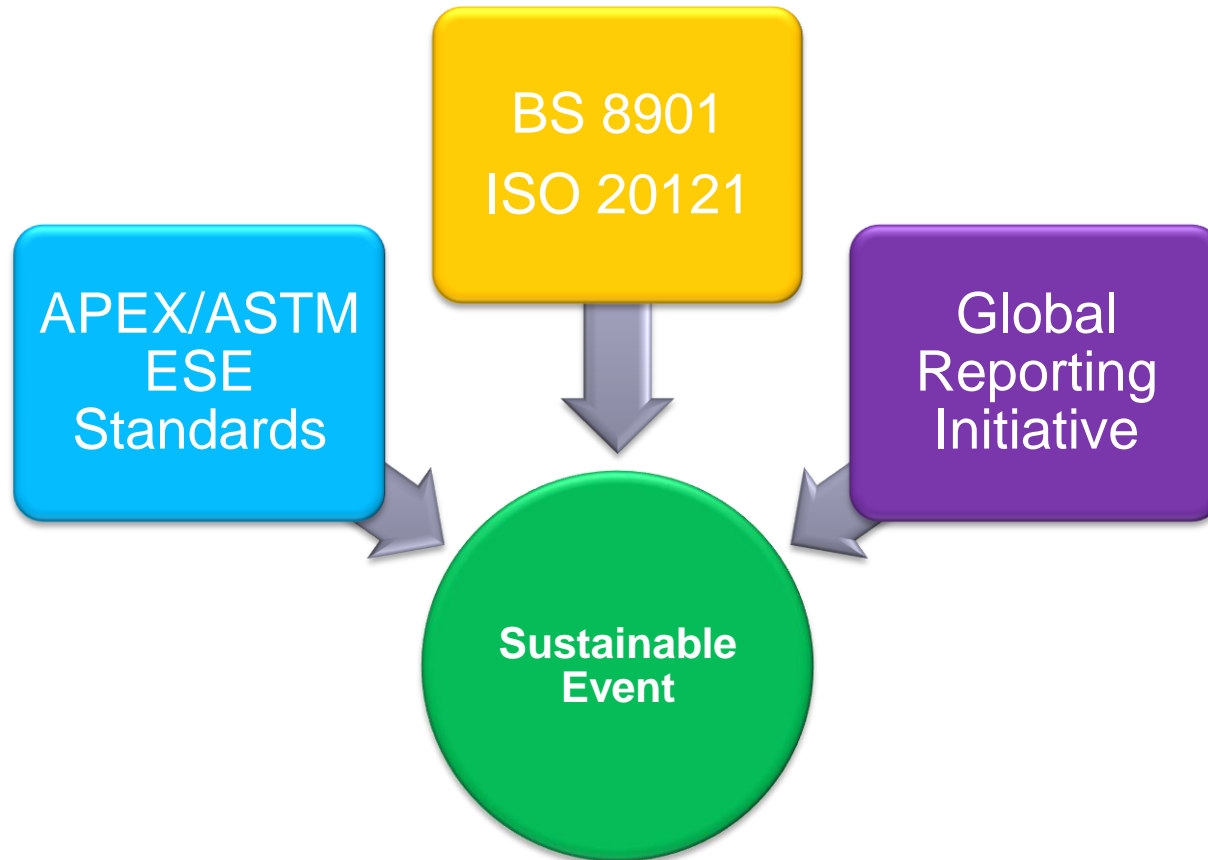 BS 8901
ISO 20121
APEX/ASTM
ESE
Standards
Global
Reporting
Initiative
Sustainable
Event